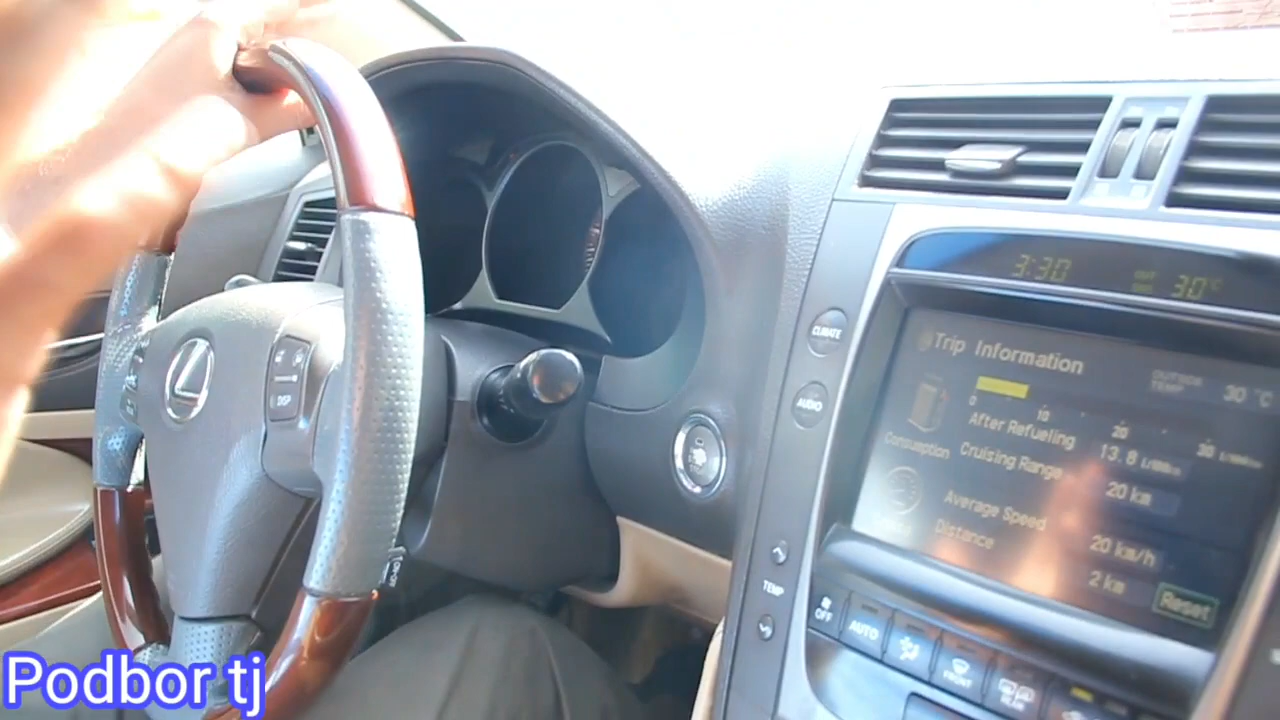 3:30
OUT
30°C
Trip Information
OUTSIDE
TEMP
30 °C
0 10 20 30
Consumption
After Refueling 13.8 L/100km
Cruising Range 20 km
Average Speed 20 km/h
Distance 2 km
Reset
CLIMATE
AUDIO
DISP
TEMP
OFF
AUTO
FRONT
REAR
Podbor tj